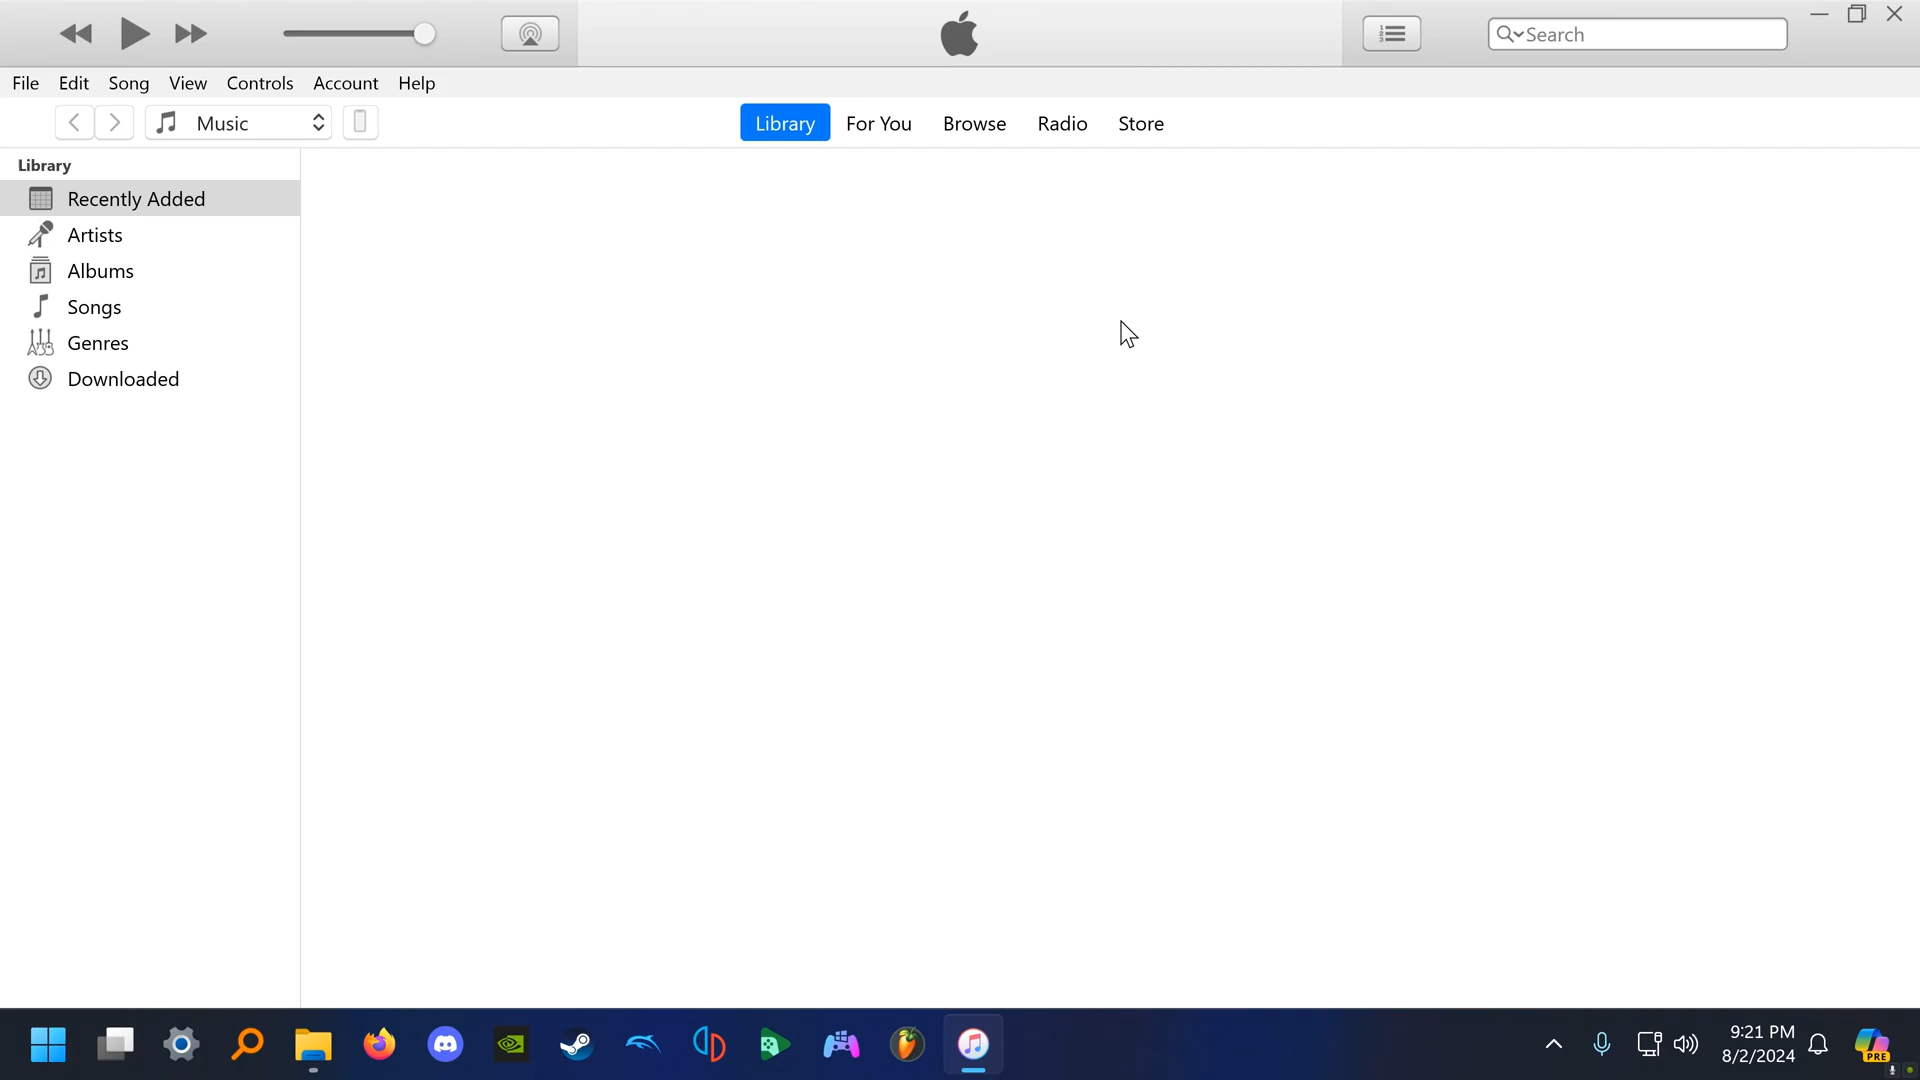 Search
File Edit Song View Controls Account Help
Music Library For You Browse Radio Store
Library
Recently Added
Artists
Albums
Songs
Genres
Downloaded
9:21 PM
8/2/2024
PRE